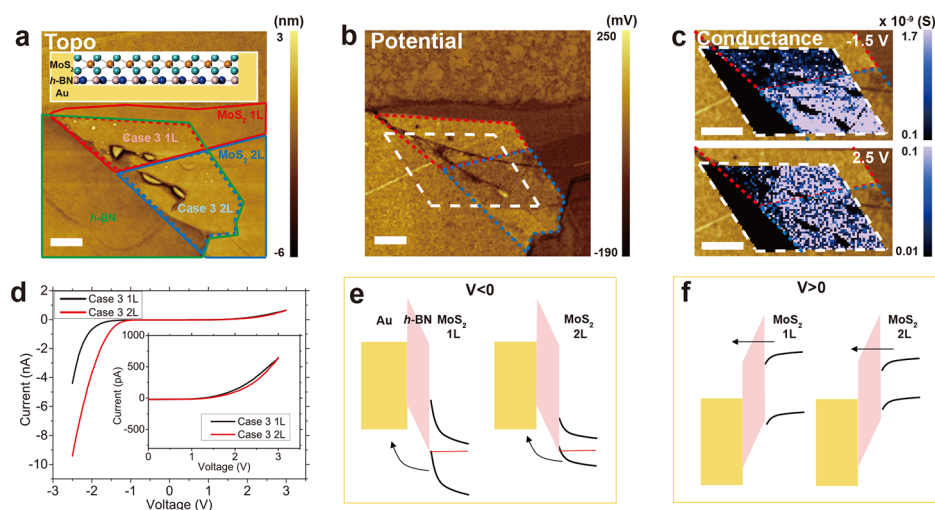 a
Topo
(nm)
3
-6
MoS2
h-BN
Au
MoS2 1L
Case 3 1L
MoS2 2L
Case 3 2L
h-BN
b
Potential
(mV)
250
-190
c
Conductance
x 10-9 (S)
-1.5 V
1.7
0.1
2.5 V
0.1
0.01
d
Case 3 1L
Case 3 2L
Current (nA)
2
0
-2
-4
-6
-8
-10
-3 -2 -1 0 1 2 3
Voltage (V)
Current (pA)
1000
500
0
-500
Case 3 1L
Case 3 2L
0 1 2 3
Voltage (V)
e
V<0
Au
h-BN
MoS2
1L
MoS2
2L
f
V>0
MoS2
1L
MoS2
2L